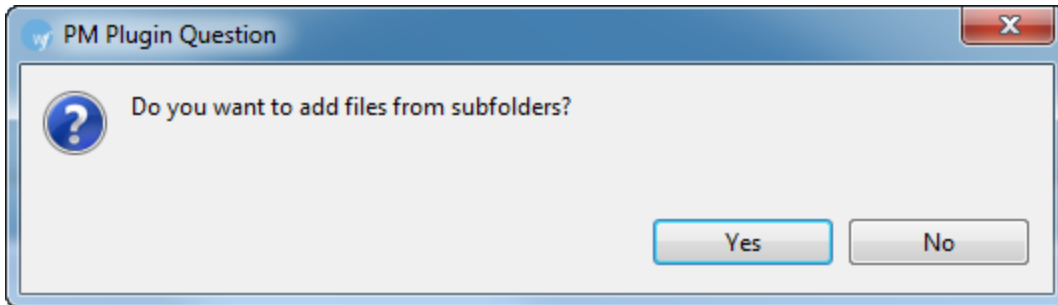 PM Plugin Question
Do you want to add files from subfolders?
Yes
No